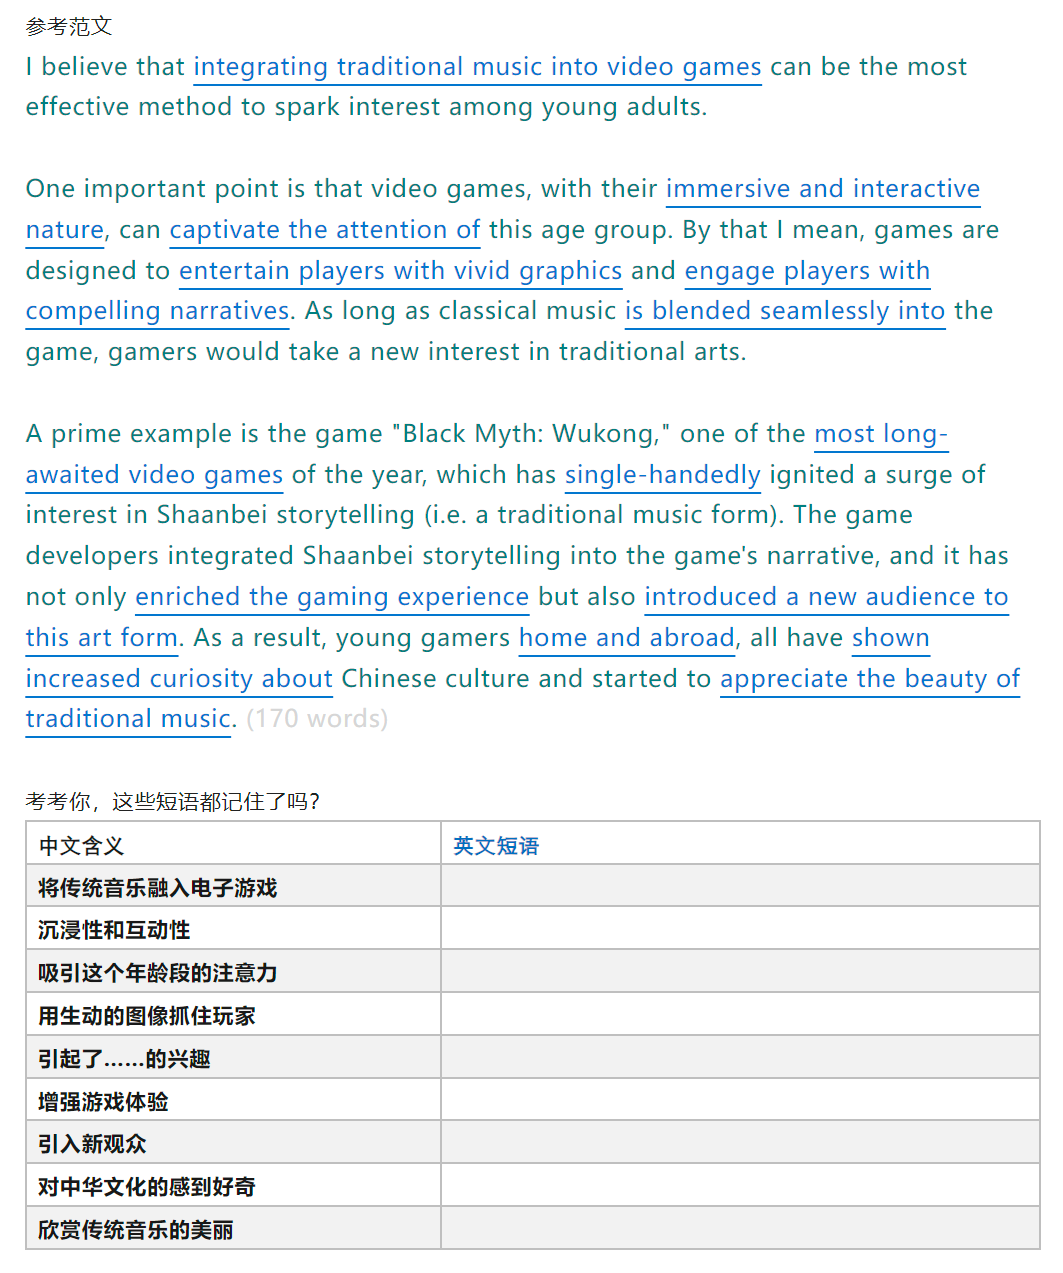 参考范文
I believe that integrating traditional music into video games can be the most
effective method to spark interest among young adults.
One important point is that video games, with their immersive and interactive
nature, can captivate the attention of this age group. By that I mean, games are
designed to entertain players with vivid graphics and engage players with
compelling narratives. As long as classical music is blended seamlessly into the
game, gamers would take a new interest in traditional arts.
A prime example is the game "Black Myth: Wukong," one of the most long-
awaited video games of the year, which has single-handedly ignited a surge of
interest in Shaanbei storytelling (i.e. a traditional music form). The game
developers integrated Shaanbei storytelling into the game's narrative, and it has
not only enriched the gaming experience but also introduced a new audience to
this art form. As a result, young gamers home and abroad, all have shown
increased curiosity about Chinese culture and started to appreciate the beauty of
traditional music. (170 words)
考考你，这些短语都记住了吗？
中文含义 英文短语
将传统音乐融入电子游戏
沉浸性和互动性
吸引这个年龄段的注意力
用生动的图像抓住玩家
引起了……的兴趣
增强游戏体验
引入新观众
对中华文化的感到好奇
欣赏传统音乐的美丽